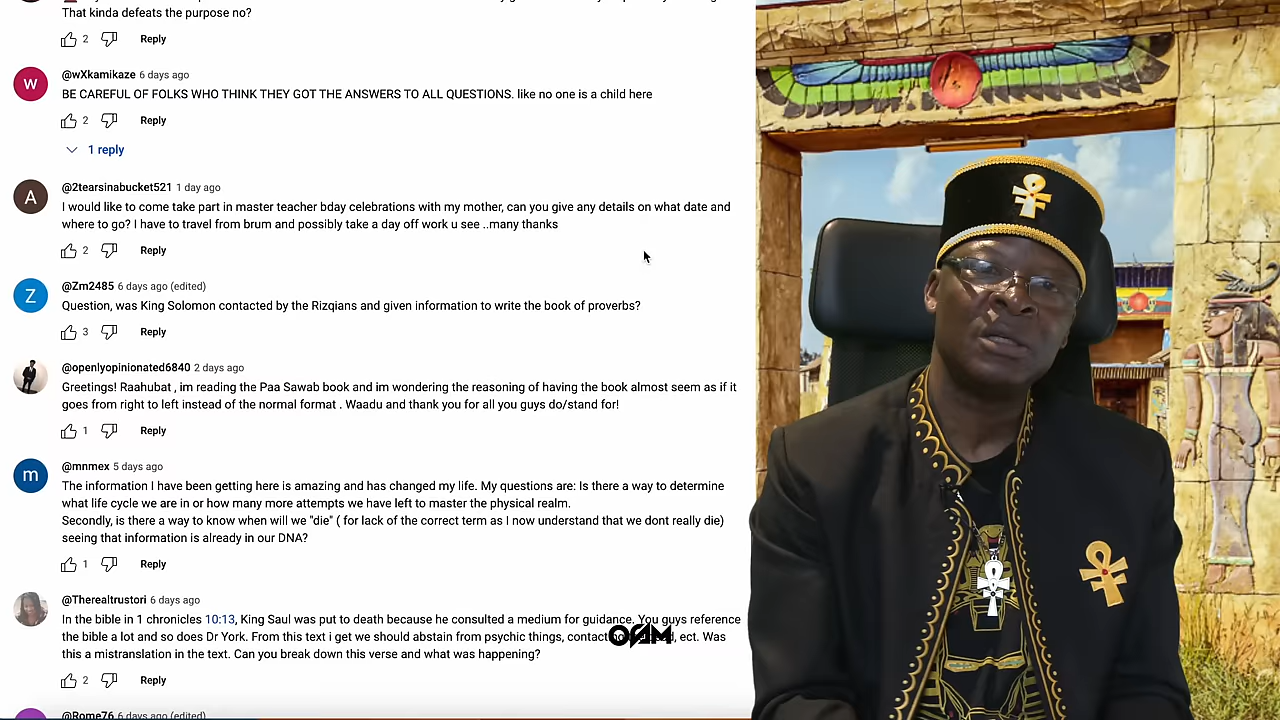 That kinda defeats the purpose no?
2 Reply
W
@wXkamikaze 6 days ago
BE CAREFUL OF FOLKS WHO THINK THEY GOT THE ANSWERS TO ALL QUESTIONS. like no one is a child here
2 Reply
1 reply
A
@2tearsinabucket521 1 day ago
I would like to come take part in master teacher bday celebrations with my mother, can you give any details on what date and
where to go? I have to travel from brum and possibly take a day off work u see ..many thanks
2 Reply
Z
@Zm2485 6 days ago (edited)
Question, was King Solomon contacted by the Rizqians and given information to write the book of proverbs?
3 Reply
@openlyopinionated6840 2 days ago
Greetings! Raahubat , im reading the Paa Sawab book and im wondering the reasoning of having the book almost seem as if it
goes from right to left instead of the normal format . Waadu and thank you for all you guys do/stand for!
1 Reply
m
@mnmex 5 days ago
The information I have been getting here is amazing and has changed my life. My questions are: Is there a way to determine
what life cycle we are in or how many more attempts we have left to master the physical realm.
Secondly, is there a way to know when will we "die" ( for lack of the correct term as I now understand that we dont really die)
seeing that information is already in our DNA?
1 Reply
@Therealtrustori 6 days ago
In the bible in 1 chronicles 10:13, King Saul was put to death because he consulted a medium for guidance. You guys reference
the bible a lot and so does Dr York. From this text i get we should abstain from psychic things, ect. Was
this a mistranslation in the text. Can you break down this verse and what was happening?
2 Reply
@Rome76 6 days ago (edited)